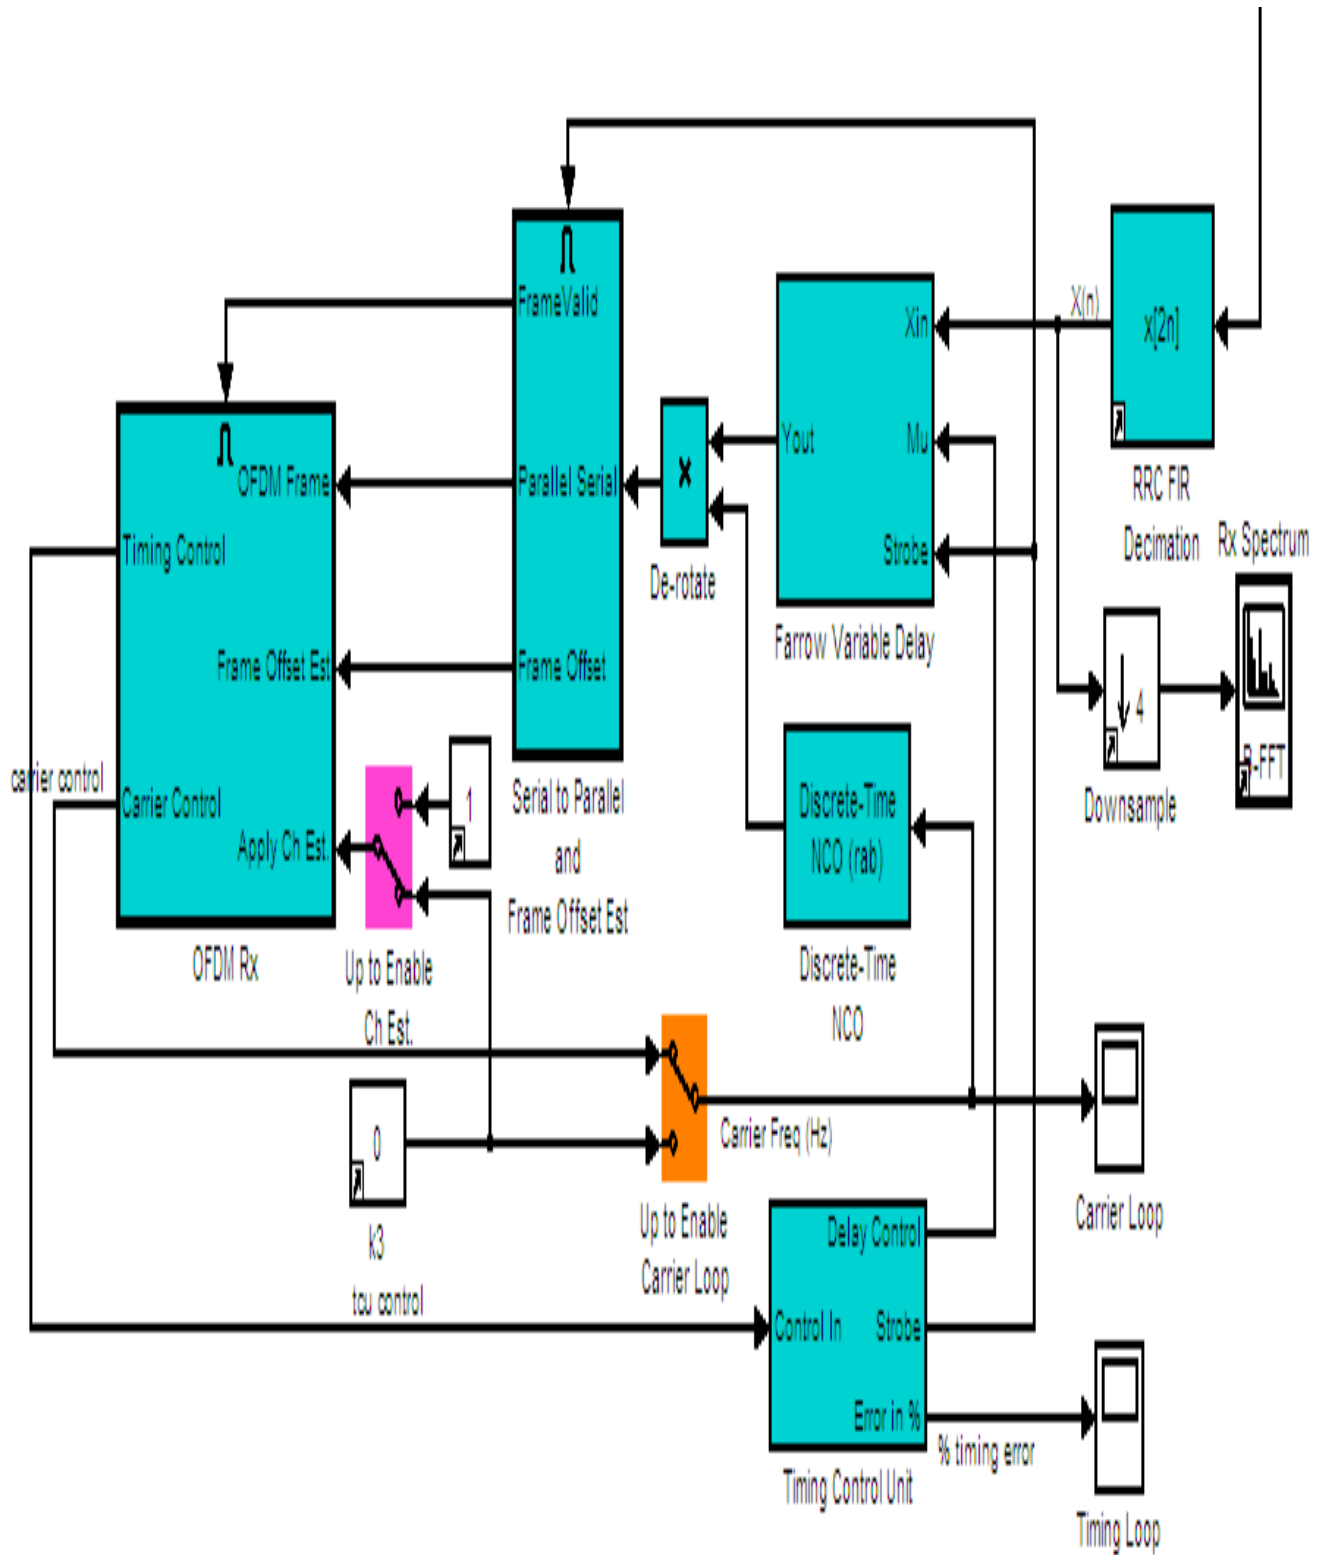 X(n)
x[2n]
RRC FIR
Decimation
FrameValid
Parallel Serial
Frame Offset
Serial to Parallel
and
Frame Offset Est
Xin
Mu
Strobe
Yout
Farrow Variable Delay
x
De-rotate
OFDM Frame
Timing Control
Frame Offset Est
Carrier Control
Apply Ch Est.
OFDM Rx
carrier control
1
Up to Enable
Ch Est.
Discrete-Time
NCO (rab)
Discrete-Time
NCO
4
Downsample
Rx Spectrum
B-FFT
0
k3
tcu control
Up to Enable
Carrier Loop
Carrier Freq (Hz)
Carrier Loop
Delay Control
Control In
Strobe
Error in %
Timing Control Unit
% timing error
Timing Loop